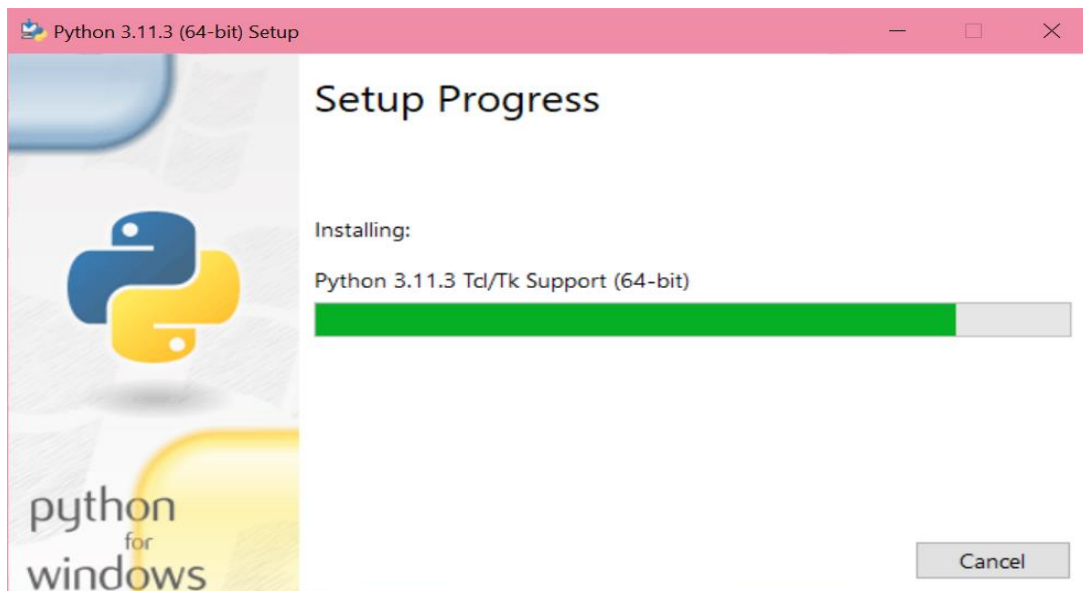 Python 3.11.3 (64-bit) Setup
Setup Progress
Installing:
Python 3.11.3 Tcl/Tk Support (64-bit)
python
for
windows
Cancel